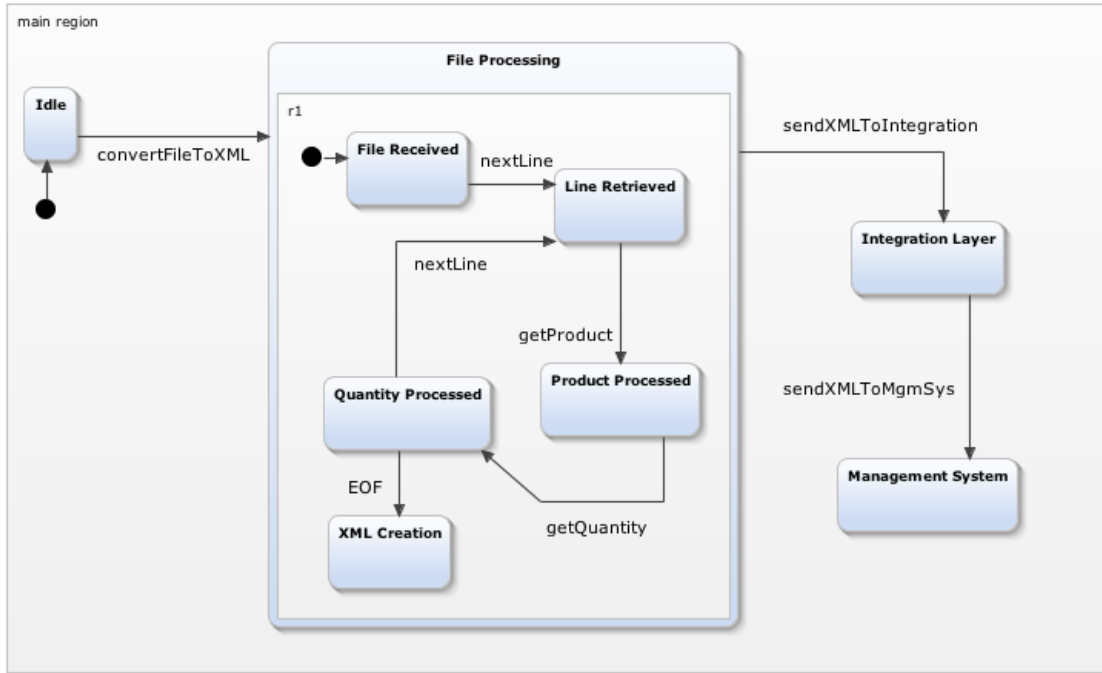 main region
File Processing
Idle
r1
convertFileToXML
File Received
nextLine
Line Retrieved
sendXMLToIntegration
Integration Layer
nextLine
getProduct
Product Processed
Quantity Processed
sendXMLToMgmSys
EOF
getQuantity
XML Creation
Management System